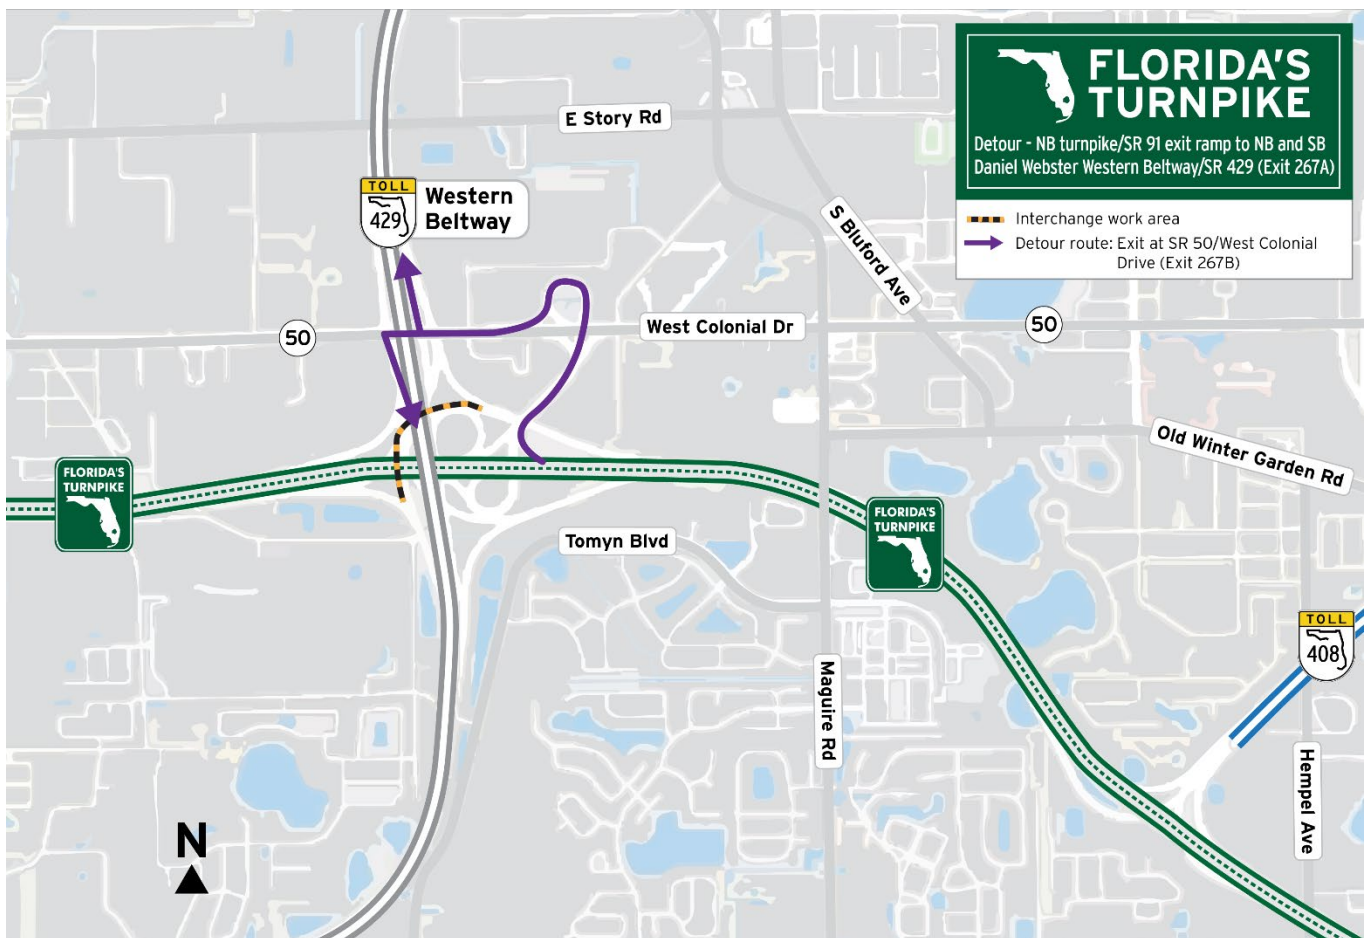 FLORIDA'S
TURNPIKE
Detour - NB turnpike/SR 91 exit ramp to NB and SB
Daniel Webster Western Beltway/SR 429 (Exit 267A)
Interchange work area
Detour route: Exit at SR 50/West Colonial
Drive (Exit 267B)
E Story Rd
TOLL
429
Western
Beltway
S Bluford Ave
50
West Colonial Dr
50
Old Winter Garden Rd
FLORIDA'S
TURNPIKE
FLORIDA'S
TURNPIKE
Tomyn Blvd
TOLL
408
Maguire Rd
Hempel Ave
N